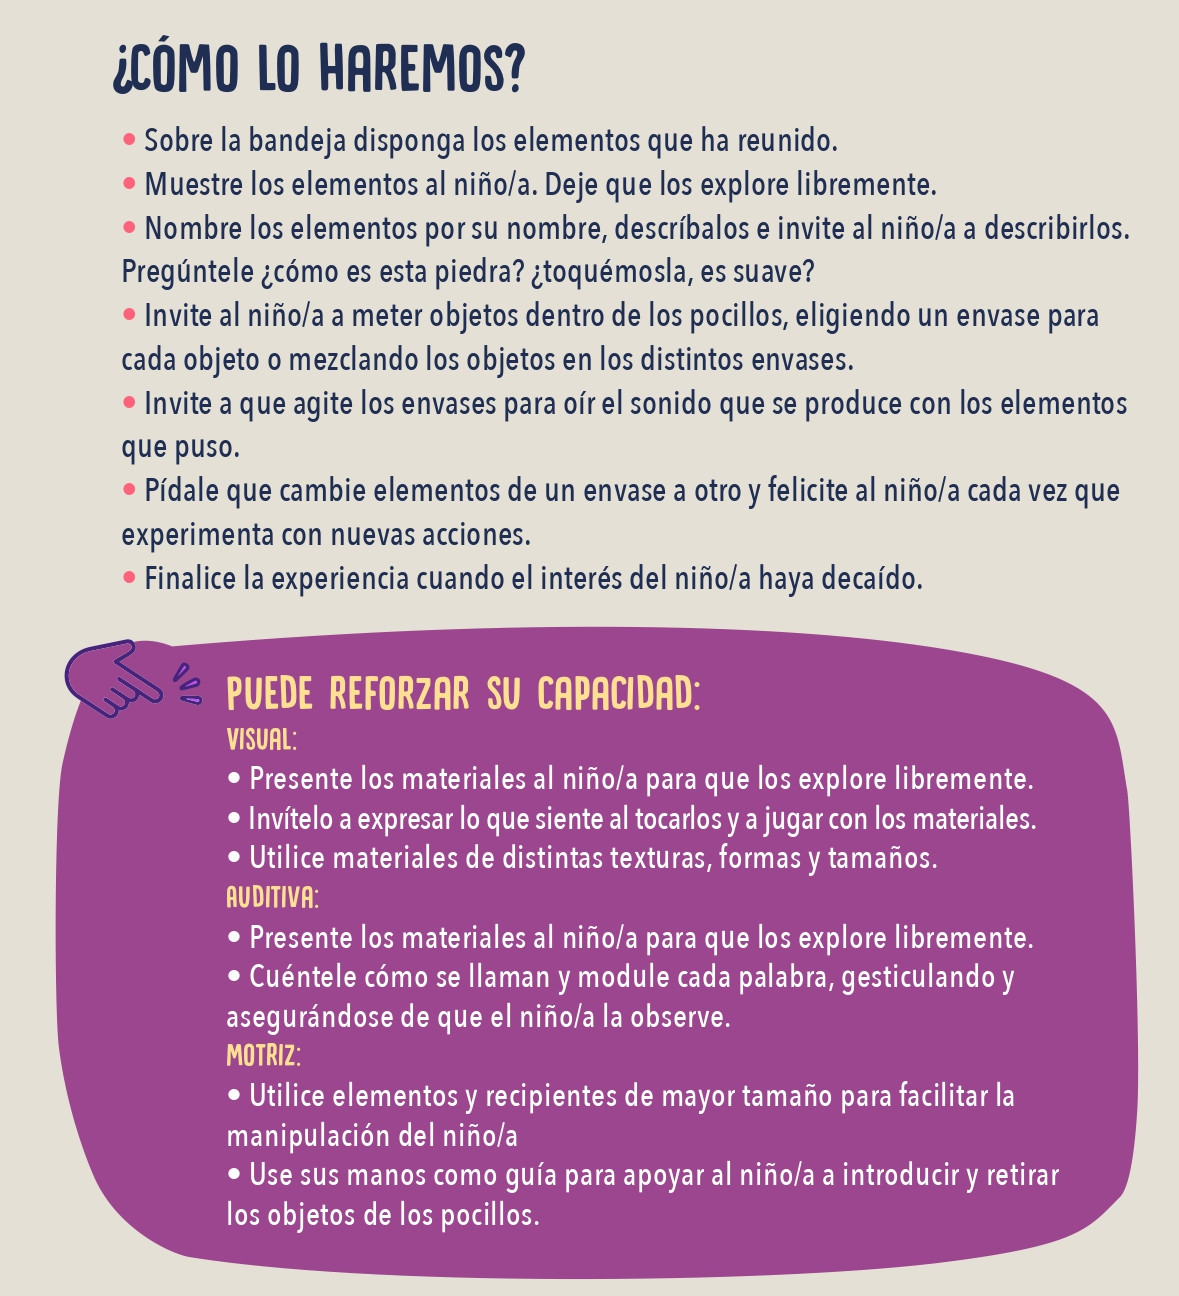 ¿CÓMO LO HAREMOS?
• Sobre la bandeja disponga los elementos que ha reunido.
• Muestre los elementos al niño/a. Deje que los explore libremente.
• Nombre los elementos por su nombre, descríbalos e invite al niño/a a describirlos.
Pregúntele ¿cómo es esta piedra? ¿toquémosla, es suave?
• Invite al niño/a a meter objetos dentro de los pocillos, eligiendo un envase para
cada objeto o mezclando los objetos en los distintos envases.
• Invite a que agite los envases para oír el sonido que se produce con los elementos
que puso.
• Pídale que cambie elementos de un envase a otro y felicite al niño/a cada vez que
experimenta con nuevas acciones.
• Finalice la experiencia cuando el interés del niño/a haya decaído.
PUEDE REFORZAR SU CAPACIDAD:
VISUAL:
• Presente los materiales al niño/a para que los explore libremente.
• Invítelo a expresar lo que siente al tocarlos y a jugar con los materiales.
• Utilice materiales de distintas texturas, formas y tamaños.
AUDITIVA:
• Presente los materiales al niño/a para que los explore libremente.
• Cuéntele cómo se llaman y module cada palabra, gesticulando y
asegurándose de que el niño/a la observe.
MOTRIZ:
• Utilice elementos y recipientes de mayor tamaño para facilitar la
manipulación del niño/a
• Use sus manos como guía para apoyar al niño/a a introducir y retirar
los objetos de los pocillos.